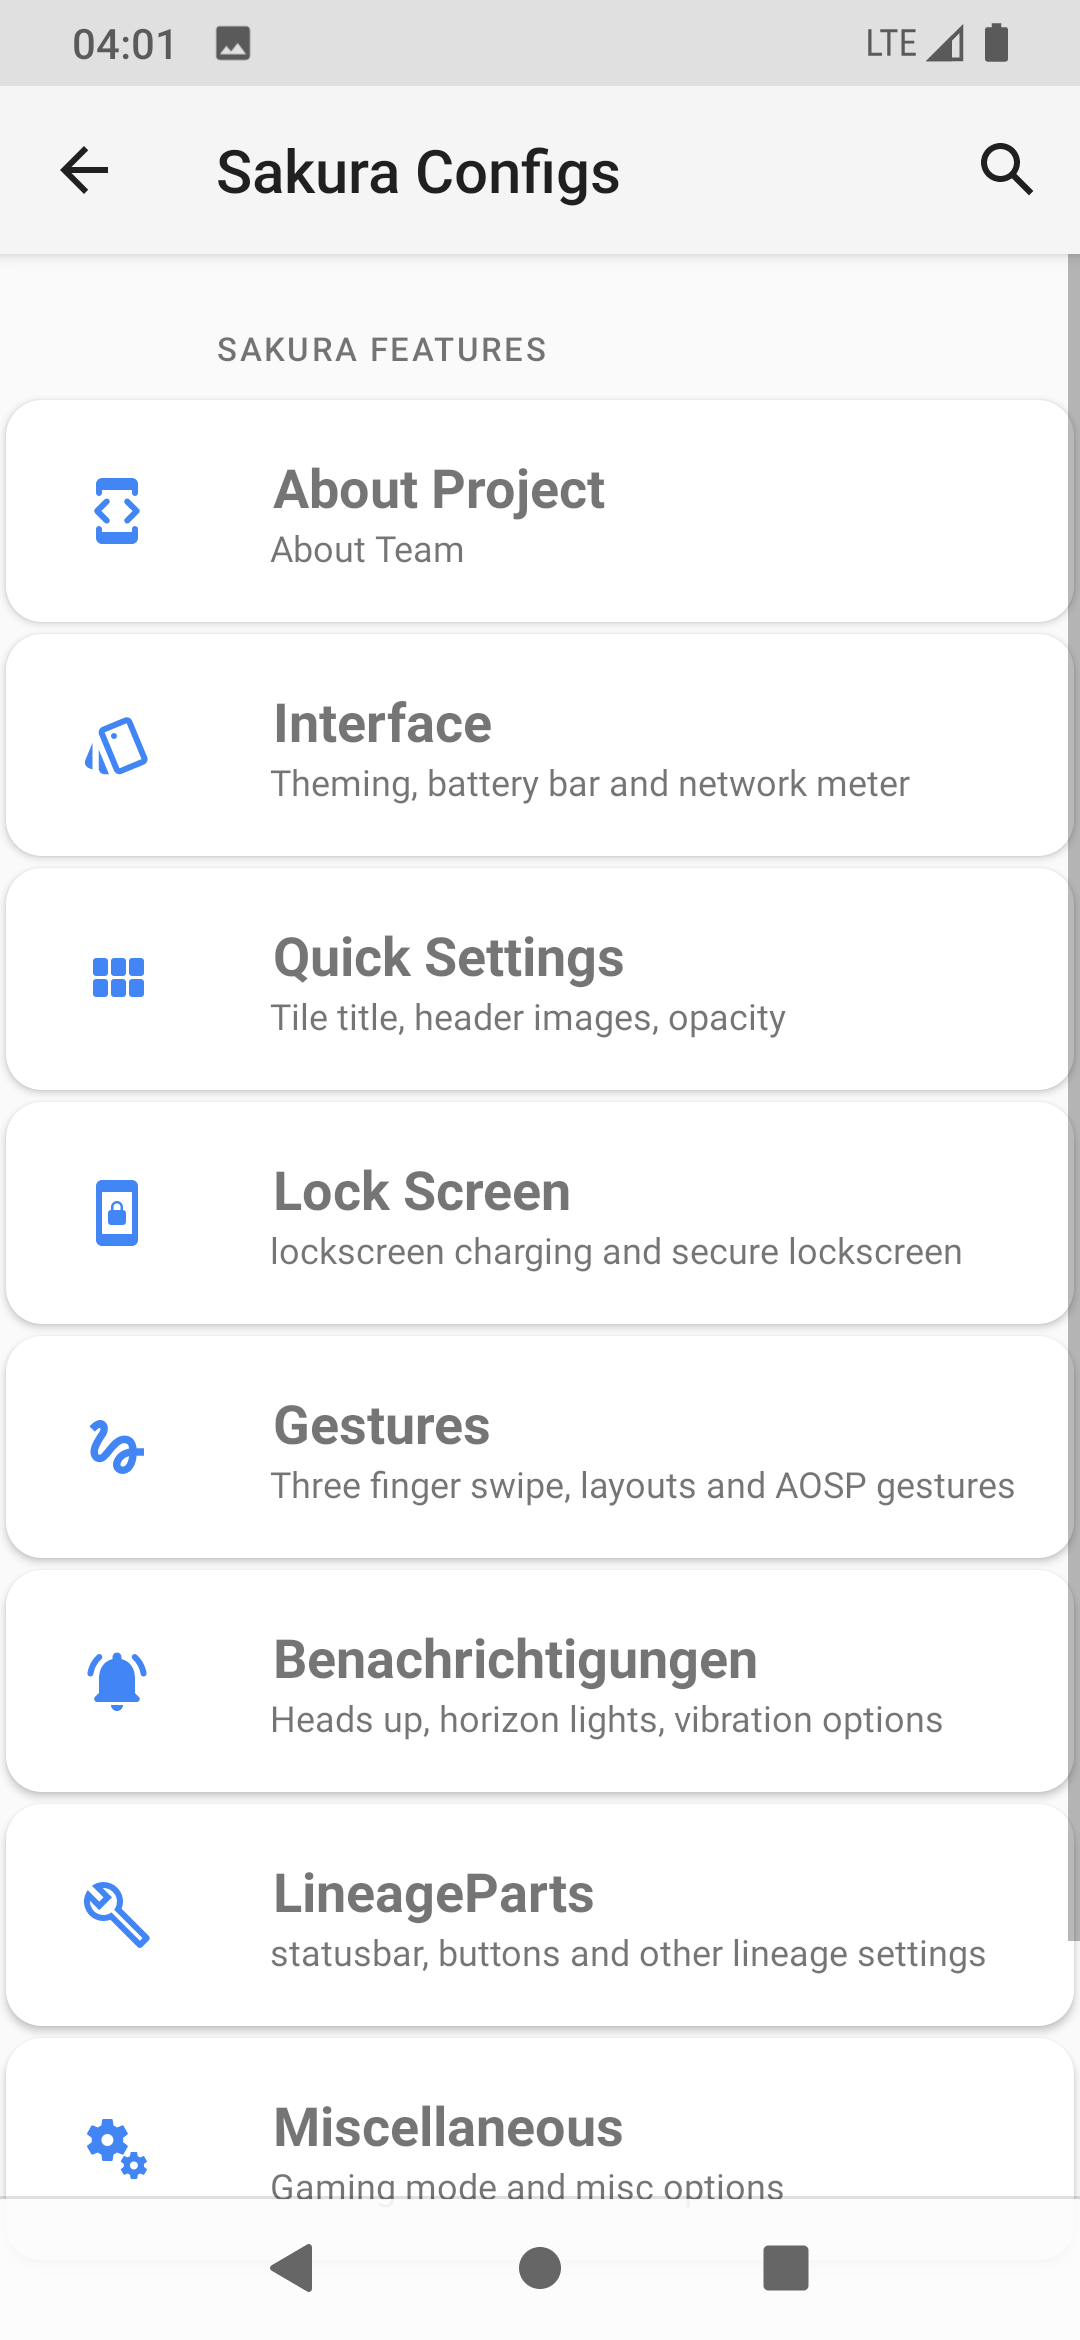 04:01
LTE
Sakura Configs
SAKURA FEATURES
About Project
About Team
Interface
Theming, battery bar and network meter
Quick Settings
Tile title, header images, opacity
Lock Screen
lockscreen charging and secure lockscreen
Gestures
Three finger swipe, layouts and AOSP gestures
Benachrichtigungen
Heads up, horizon lights, vibration options
LineageParts
statusbar, buttons and other lineage settings
Miscellaneous
Gaming mode and misc options